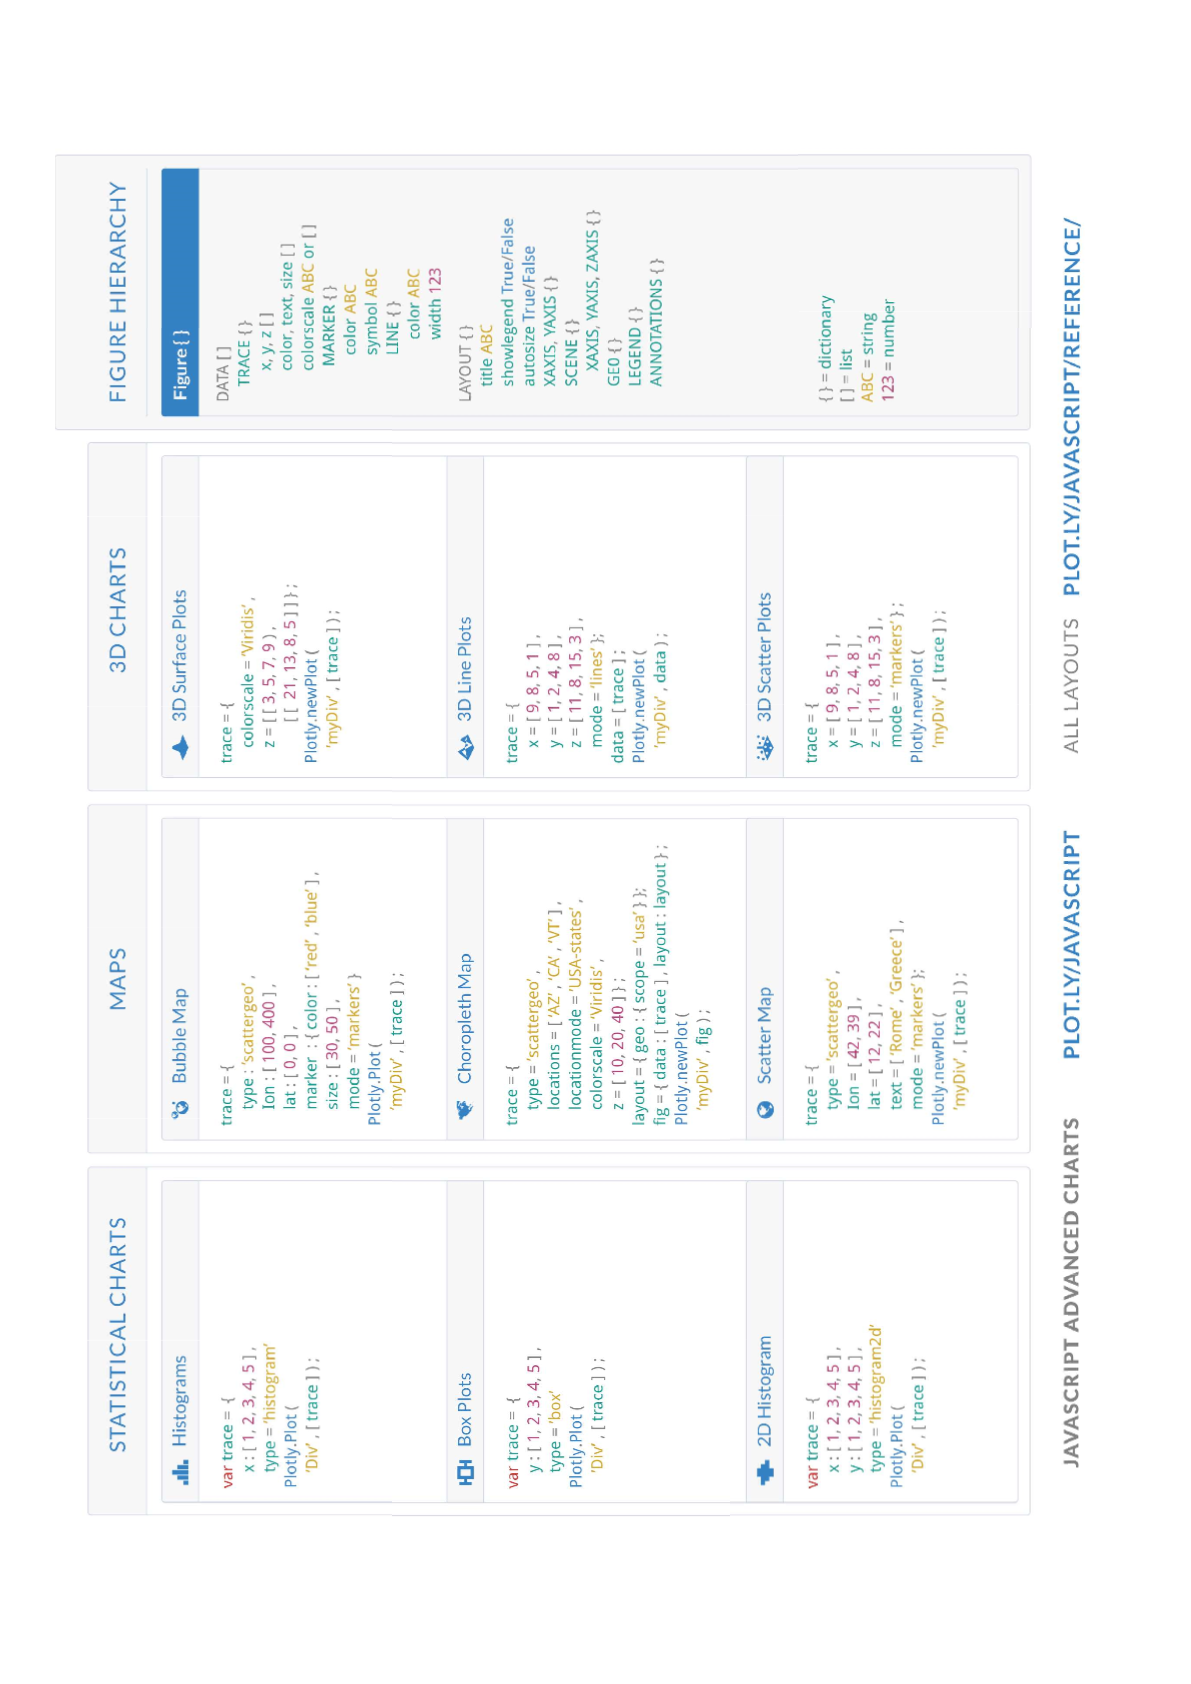 STATISTICAL CHARTS
Histograms
var trace = {
x : [ 1, 2, 3, 4, 5 ] ,
type = ‘histogram’
Plotly.Plot (
‘Div’ , [ trace ] ) ;
Box Plots
var trace = {
y : [ 1, 2, 3, 4, 5 ] ,
type = ‘box’
Plotly.Plot (
‘Div’ , [ trace ] ) ;
2D Histogram
var trace = {
x : [ 1, 2, 3, 4, 5 ] ,
y : [ 1, 2, 3, 4, 5 ] ,
type = ‘histogram2d’
Plotly.Plot (
‘Div’ , [ trace ] ) ;
MAPS
Bubble Map
trace = {
type : ‘scattergeo’ ,
lon : [ 100, 400 ] ,
lat : [ 0, 0 ] ,
marker : { color : [ ‘red’ , ‘blue’ ] ,
size : [ 30, 50 ] ,
mode = ‘markers’ }
Plotly.Plot (
‘myDiv’ , [ trace ] ) ;
Choropleth Map
trace = {
type = ‘scattergeo’ ,
locations = [ ‘AZ’ , ‘CA’ , ‘VT’ ] ,
locationmode = ‘USA-states’ ,
colorscale = ‘Viridis’ ,
z = [ 10, 20, 40 ] } ;
layout = { geo : { scope = ‘usa’ } };
fig = { data : [ trace ] , layout : layout } ;
Plotly.newPlot (
‘myDiv’ , fig ) ;
Scatter Map
trace = {
type = ‘scattergeo’ ,
lon = [ 42, 39 ] ,
lat = [ 12, 22 ] ,
text = [ ‘Rome’ , ‘Greece’ ] ,
mode = ‘markers’ };
Plotly.newPlot (
‘myDiv’ , [ trace ] ) ;
3D CHARTS
3D Surface Plots
trace = {
colorscale = ‘Viridis’ ,
z = [ [ 3, 5, 7, 9 ) ,
[ [ 21, 13, 8, 5 ] ] } ;
Plotly.newPlot (
‘myDiv’ , [ trace ] ) ;
3D Line Plots
trace = {
x = [ 9, 8, 5, 1 ] ,
y = [ 1, 2, 4, 8 ] ,
z = [ 11, 8, 15, 3 ] ,
mode = ‘lines’ };
data = [ trace ] ;
Plotly.newPlot (
‘myDiv’ , data ) ;
3D Scatter Plots
trace = {
x = [ 9, 8, 5, 1 ] ,
y = [ 1, 2, 4, 8 ] ,
z = [ 11, 8, 15, 3 ] ,
mode = ‘markers’ } ;
Plotly.newPlot (
‘myDiv’ , [ trace ] ) ;
FIGURE HIERARCHY
Figure { }
DATA [ ]
TRACE { }
x, y, z [ ]
color, text, size [ ]
colorscale ABC or [ ]
MARKER { }
color ABC
symbol ABC
LINE { }
color ABC
width 123
LAYOUT { }
title ABC
showlegend True/False
autosize True/False
XAXIS, YAXIS { }
SCENE { }
XAXIS, YAXIS, ZAXIS { }
GEO { }
LEGEND { }
ANNOTATIONS { }
{ } = dictionary
[ ] = list
ABC = string
123 = number
JAVASCRIPT ADVANCED CHARTS PLOT.LY/JAVASCRIPT ALL LAYOUTS PLOT.LY/JAVASCRIPT/REFERENCE/